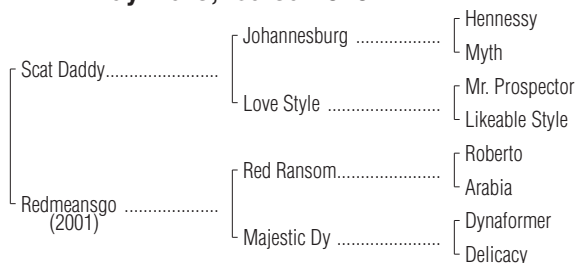 Hennessy
Johannesburg ....................
Myth
Scat Daddy..........................
Mr. Prospector
Love Style ..........................
Likeable Style
Roberto
Red Ransom........................
Arabia
Redmeansgo ......................
(2001)
Dynaformer
Majestic Dy ........................
Delicacy